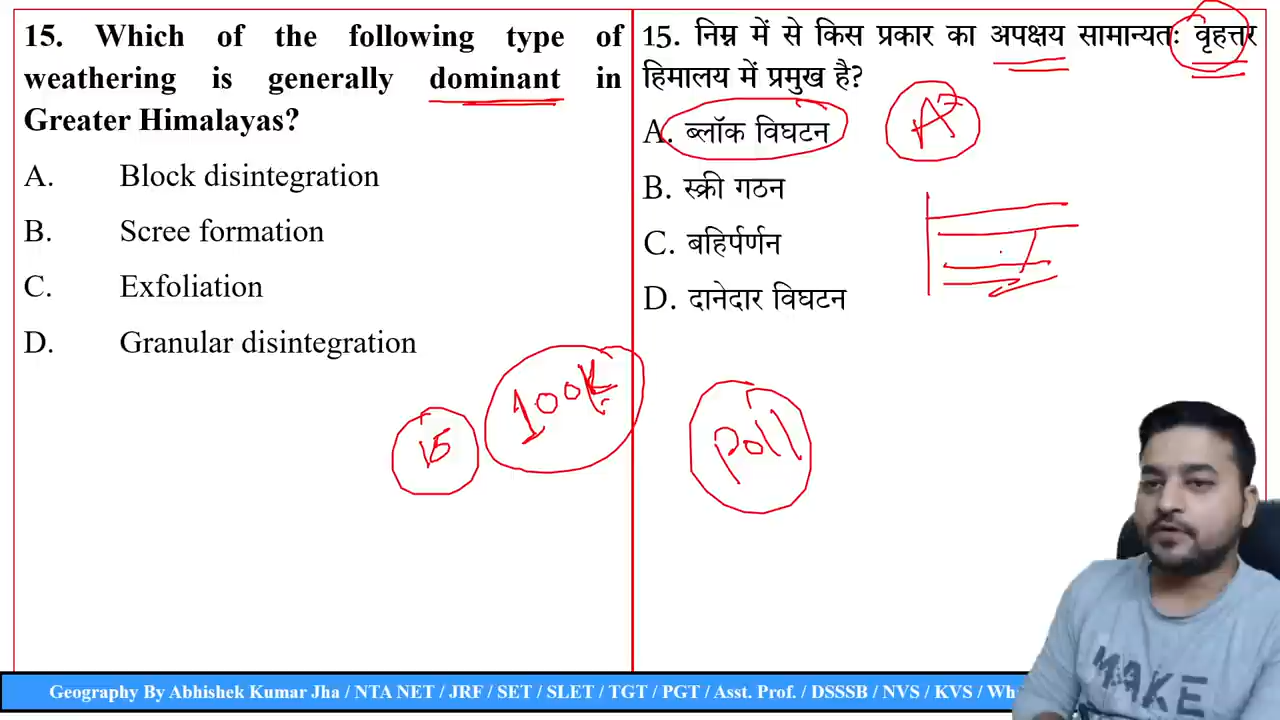 15. Which of the following type of
weathering is generally dominant in
Greater Himalayas?
A. Block disintegration
B. Scree formation
C. Exfoliation
D. Granular disintegration
15. निम्न में से किस प्रकार का अपक्षय सामान्यतः वृहत्तर
हिमालय में प्रमुख है?
A. ब्लॉक विघटन
B. स्क्री गठन
C. बहिर्पर्णन
D. दानेदार विघटन
A
15
100K
Poll
MAKE
Geography By Abhishek Kumar Jha / NTA NET / JRF / SET / SLET / TGT / PGT / Asst. Prof. / DSSSB / NVS / KVS /